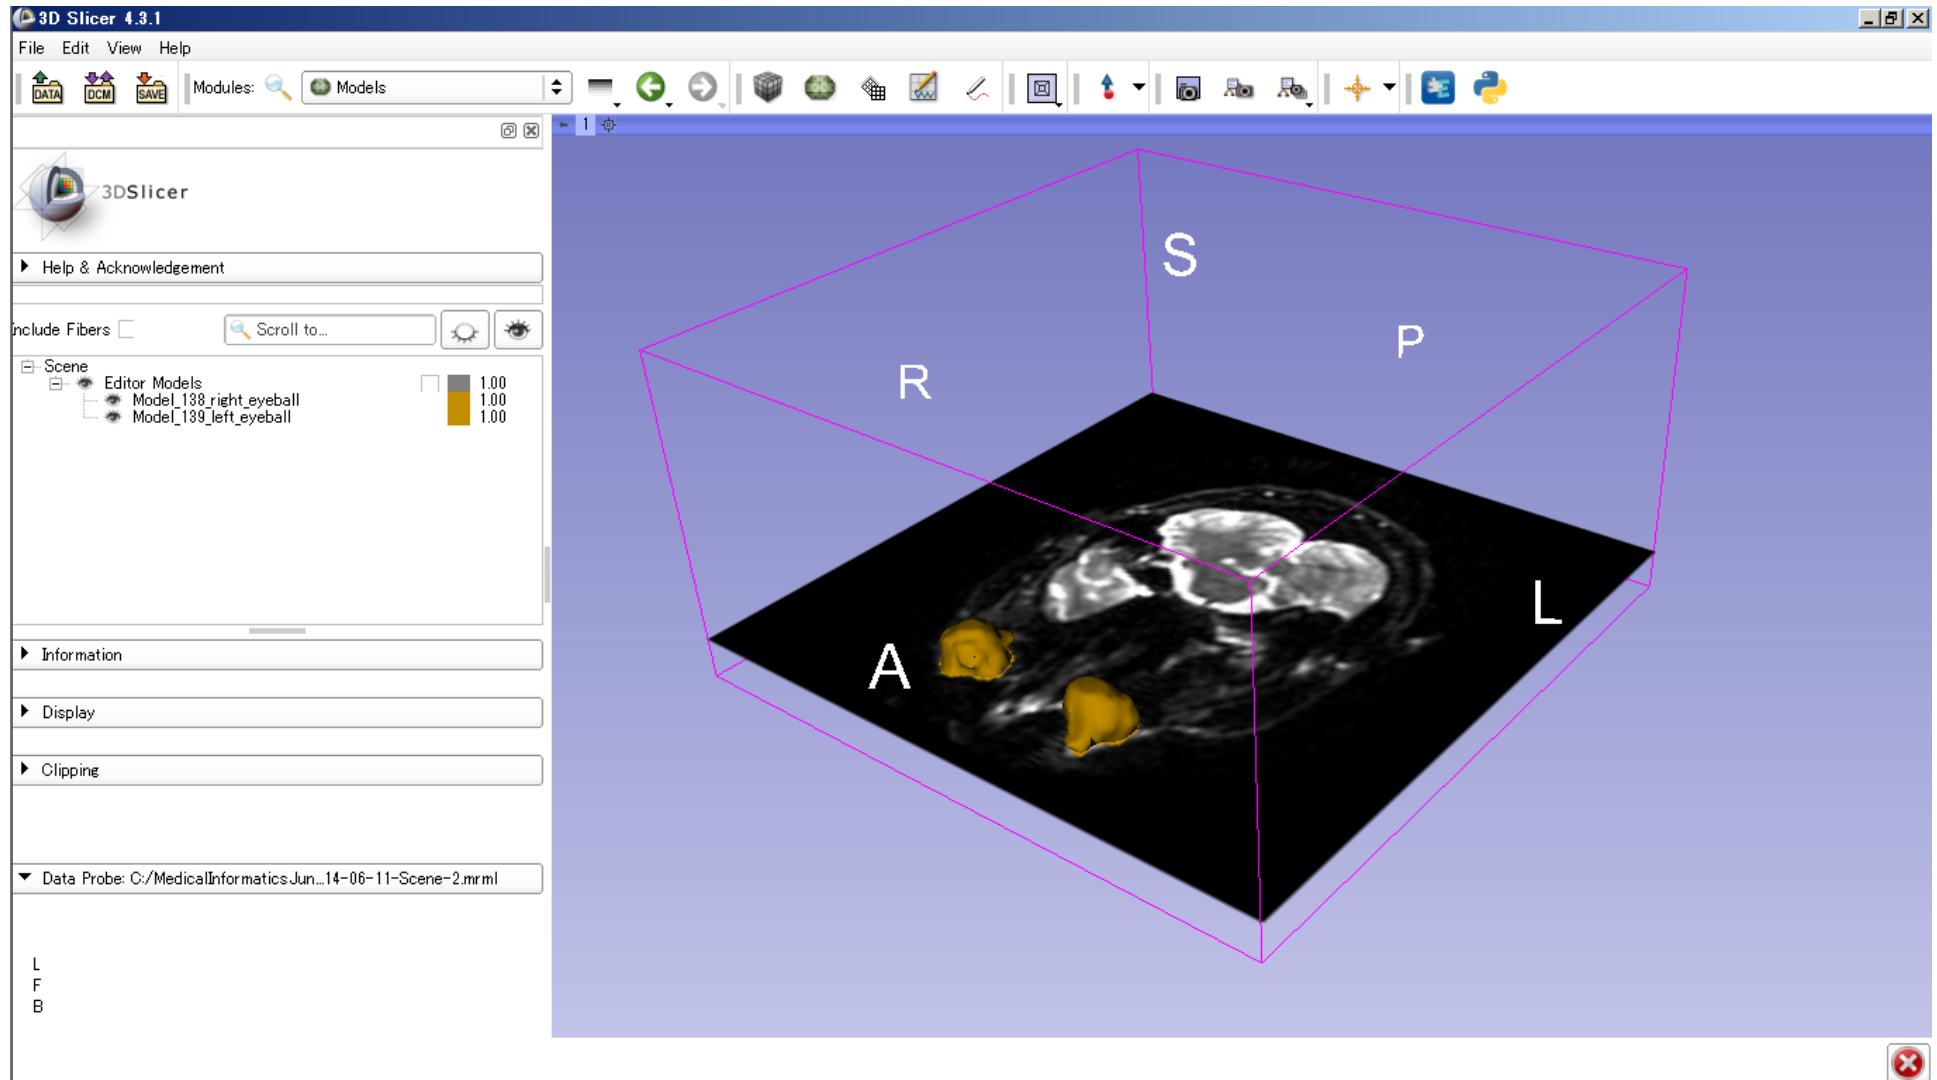 3D Slicer 4.3.1
File Edit View Help
DATA DCM SAVE Modules: Models
1
3DSlicer
Help & Acknowledgement
nclude Fibers Scroll to...
Scene
Editor Models 1.00
Model_138_right_eyeball 1.00
Model_139_left_eyeball 1.00
Information
Display
Clipping
Data Probe: C:/MedicalInformaticsJun...14-06-11-Scene-2.mrml
L
F
B
S
P
R
L
A